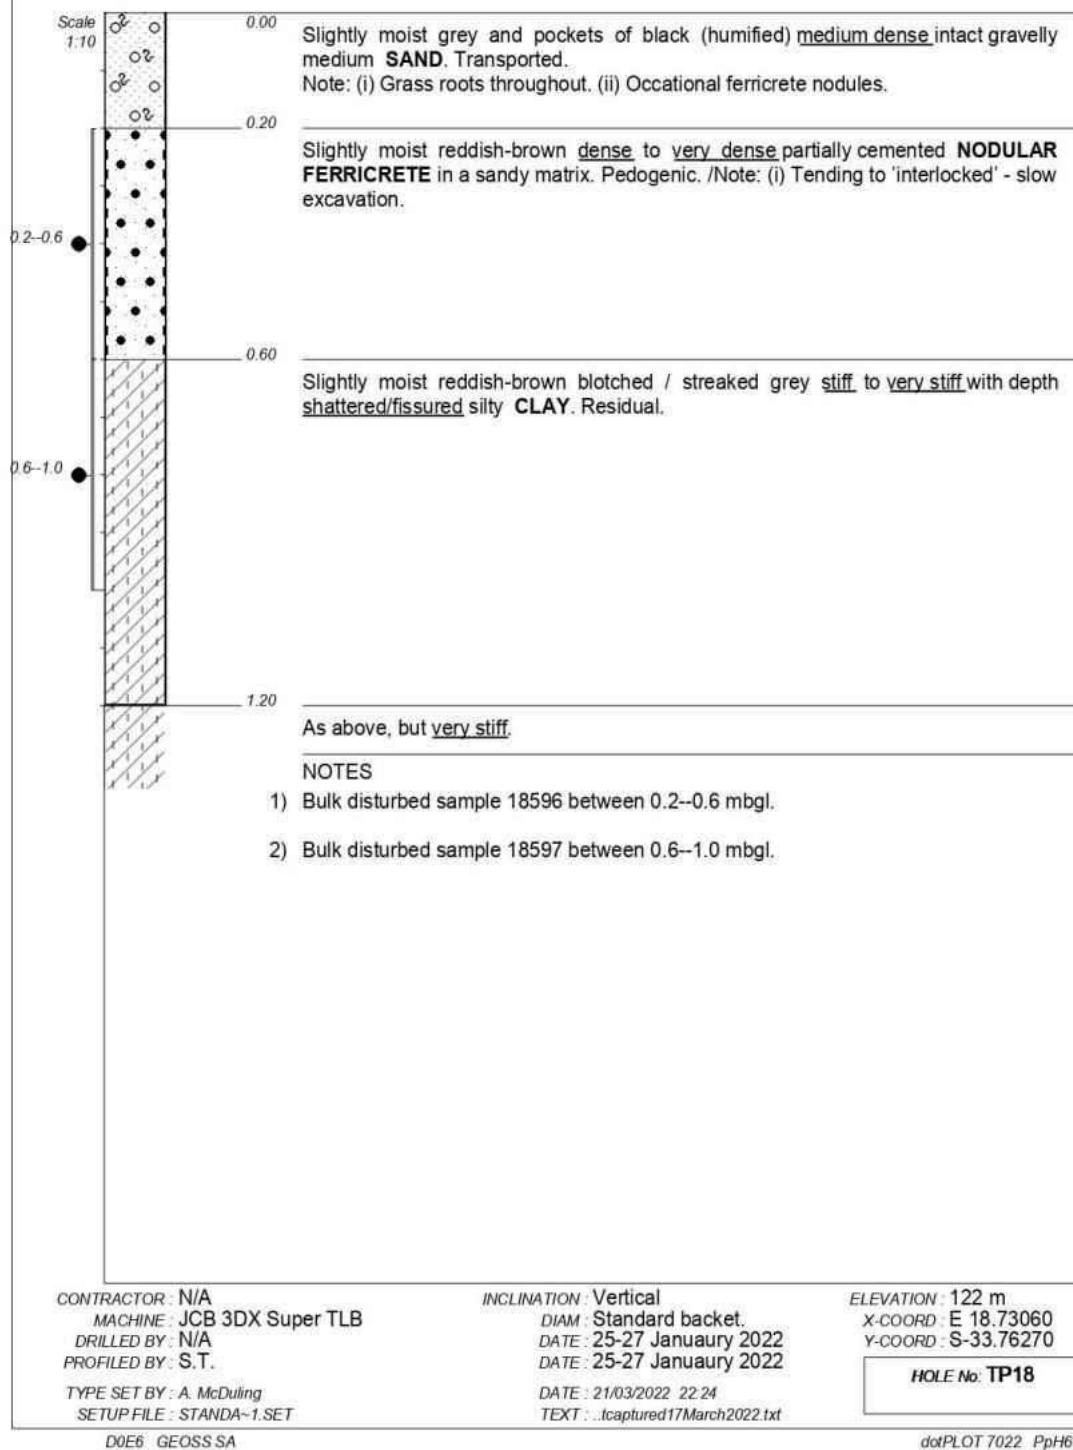 Scale
1:10
0.00
Slightly moist grey and pockets of black (humified) medium dense intact gravelly
medium SAND. Transported.
Note: (i) Grass roots throughout. (ii) Occational ferricrete nodules.
0.20
Slightly moist reddish-brown dense to very dense partially cemented NODULAR
FERRICRETE in a sandy matrix. Pedogenic. /Note: (i) Tending to 'interlocked' - slow
excavation.
0.2--0.6
0.60
Slightly moist reddish-brown blotched / streaked grey stiff to very stiff with depth
shattered/fissured silty CLAY. Residual.
0.6--1.0
1.20
As above, but very stiff.
NOTES
1) Bulk disturbed sample 18596 between 0.2--0.6 mbgl.
2) Bulk disturbed sample 18597 between 0.6--1.0 mbgl.
CONTRACTOR : N/A INCLINATION : Vertical ELEVATION : 122 m
MACHINE : JCB 3DX Super TLB DIAM : Standard backet. X-COORD : E 18.73060
DRILLED BY : N/A DATE : 25-27 Januaury 2022 Y-COORD : S-33.76270
PROFILED BY : S.T. DATE : 25-27 Januaury 2022
HOLE No: TP18
TYPE SET BY : A. McDuling DATE : 21/03/2022 22:24
SETUP FILE : STANDA~1.SET TEXT : ..tcaptured17March2022.txt
D0E6 GEOSS SA dotPLOT 7022 PpH6